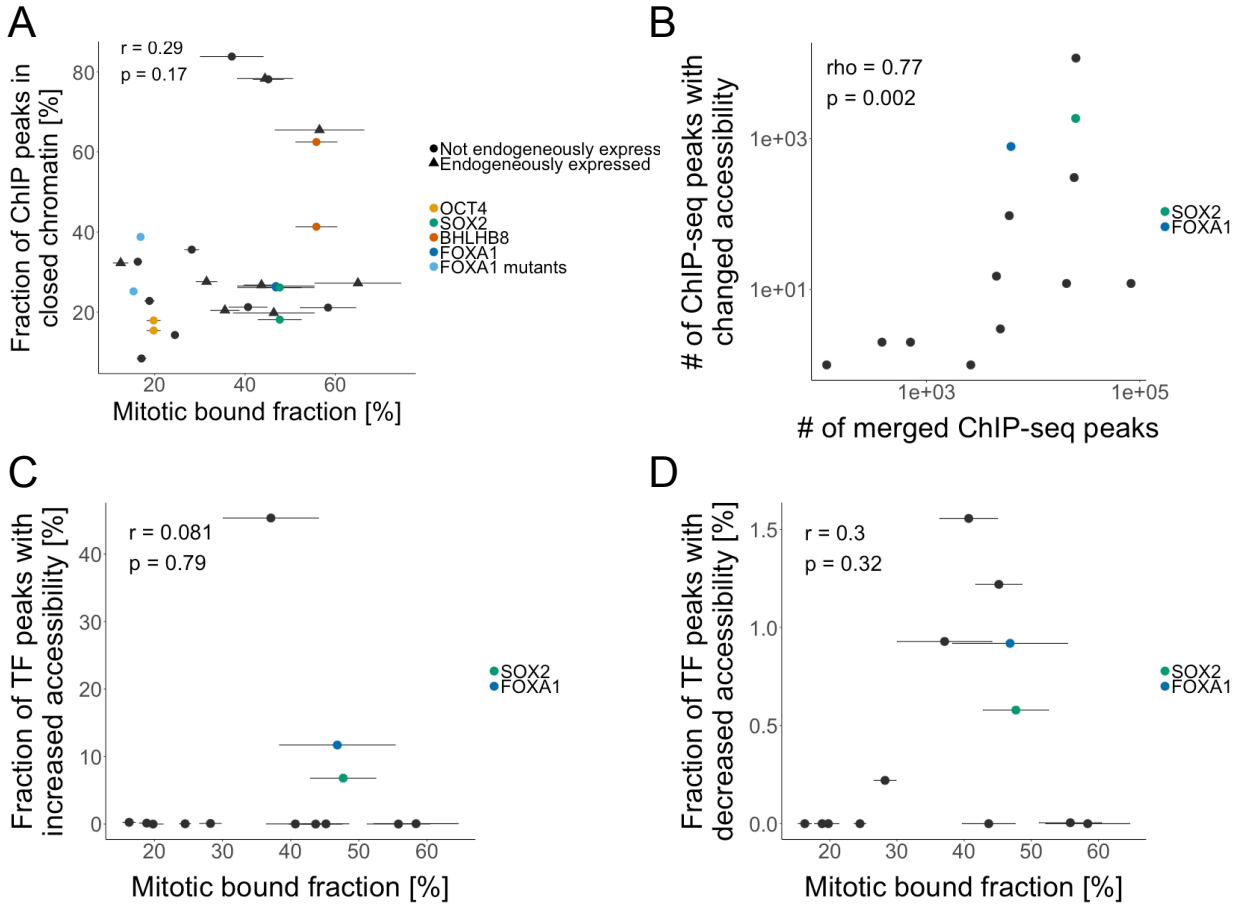 A
r = 0.29
p = 0.17
80
60
40
20
20
40
60
Fraction of ChIP peaks in
closed chromatin [%]
Mitotic bound fraction [%]
Not endogeneously express
Endogeneously expressed
OCT4
SOX2
BHLHB8
FOXA1
FOXA1 mutants
B
rho = 0.77
p = 0.002
1e+03
1e+01
1e+03
1e+05
# of ChIP-seq peaks with
changed accessibility
# of merged ChIP-seq peaks
SOX2
FOXA1
C
r = 0.081
p = 0.79
40
30
20
10
0
20
30
40
50
60
Fraction of TF peaks with
increased accessibility [%]
Mitotic bound fraction [%]
SOX2
FOXA1
D
r = 0.3
p = 0.32
1.5
1.0
0.5
0.0
20
30
40
50
60
Fraction of TF peaks with
decreased accessibility [%]
Mitotic bound fraction [%]
SOX2
FOXA1